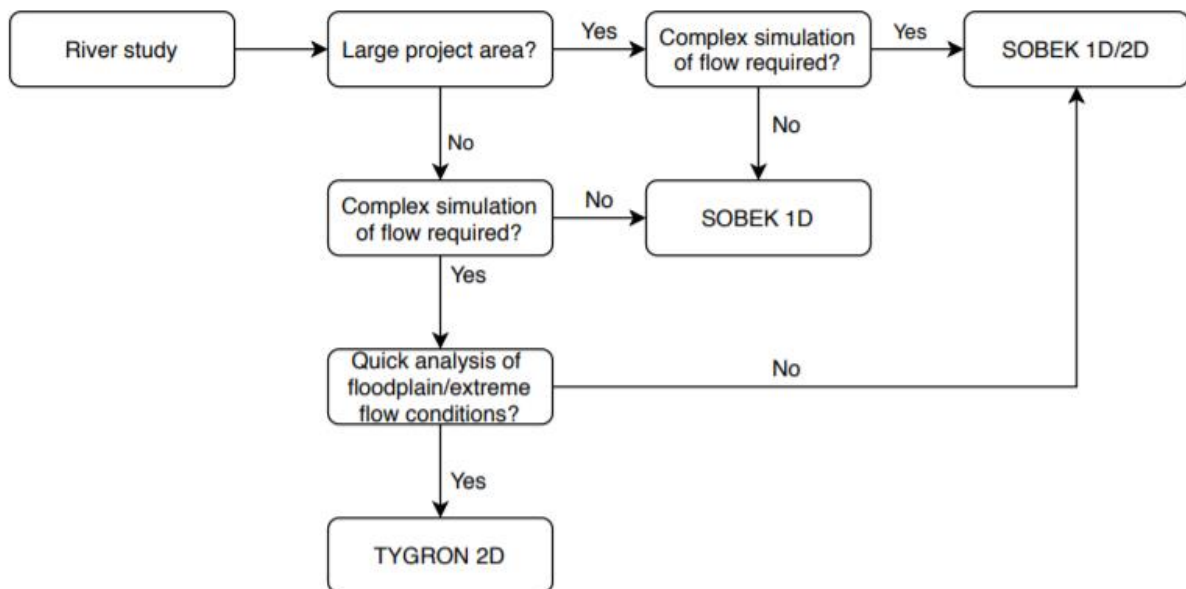 River study
Large project area?
Yes
Complex simulation
of flow required?
Yes
SOBEK 1D/2D
No
No
Complex simulation
of flow required?
No
SOBEK 1D
Yes
Quick analysis of
floodplain/extreme
flow conditions?
No
Yes
TYGRON 2D